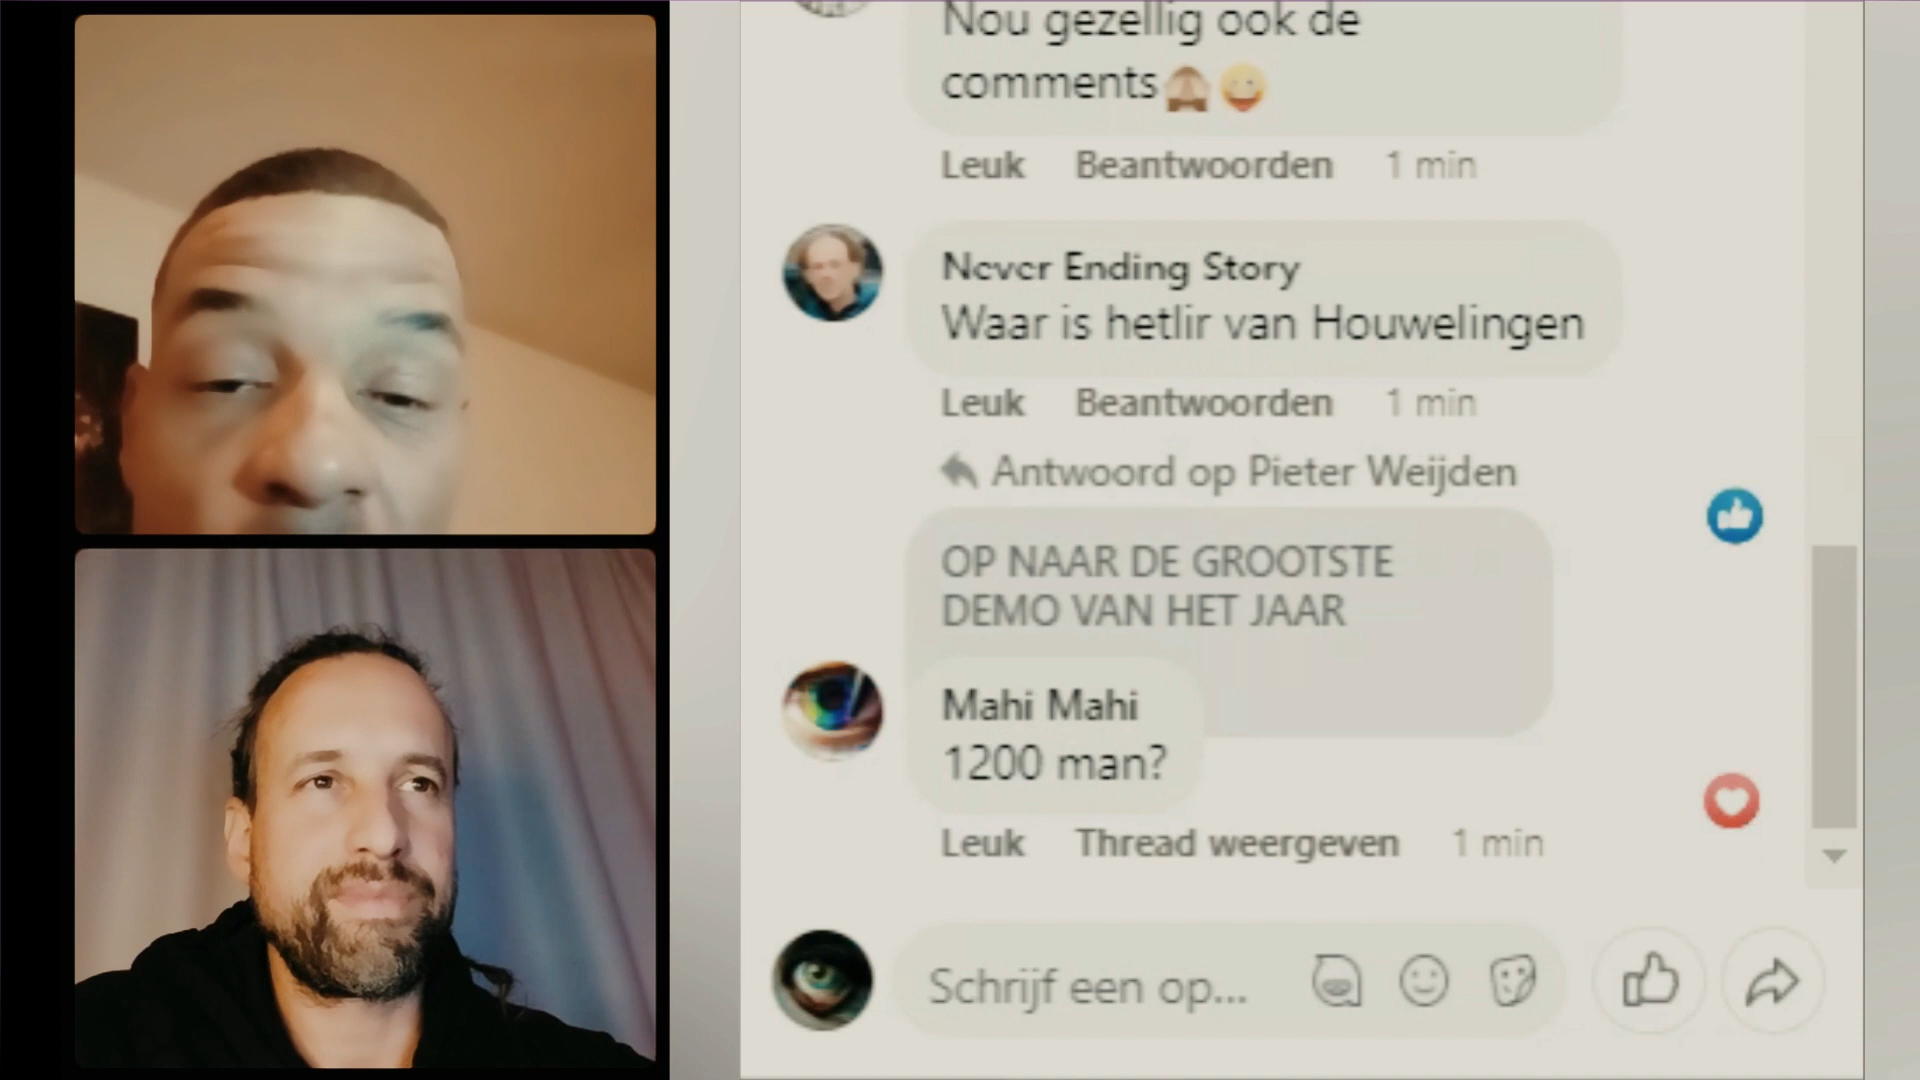 Nou gezellig ook de
comments🙈😜
Leuk Beantwoorden 1 min
Never Ending Story
Waar is hetlir van Houwelingen
Leuk Beantwoorden 1 min
Antwoord op Pieter Weijden
OP NAAR DE GROOTSTE
DEMO VAN HET JAAR
Mahi Mahi
1200 man?
Leuk Thread weergeven 1 min
Schrijf een op...